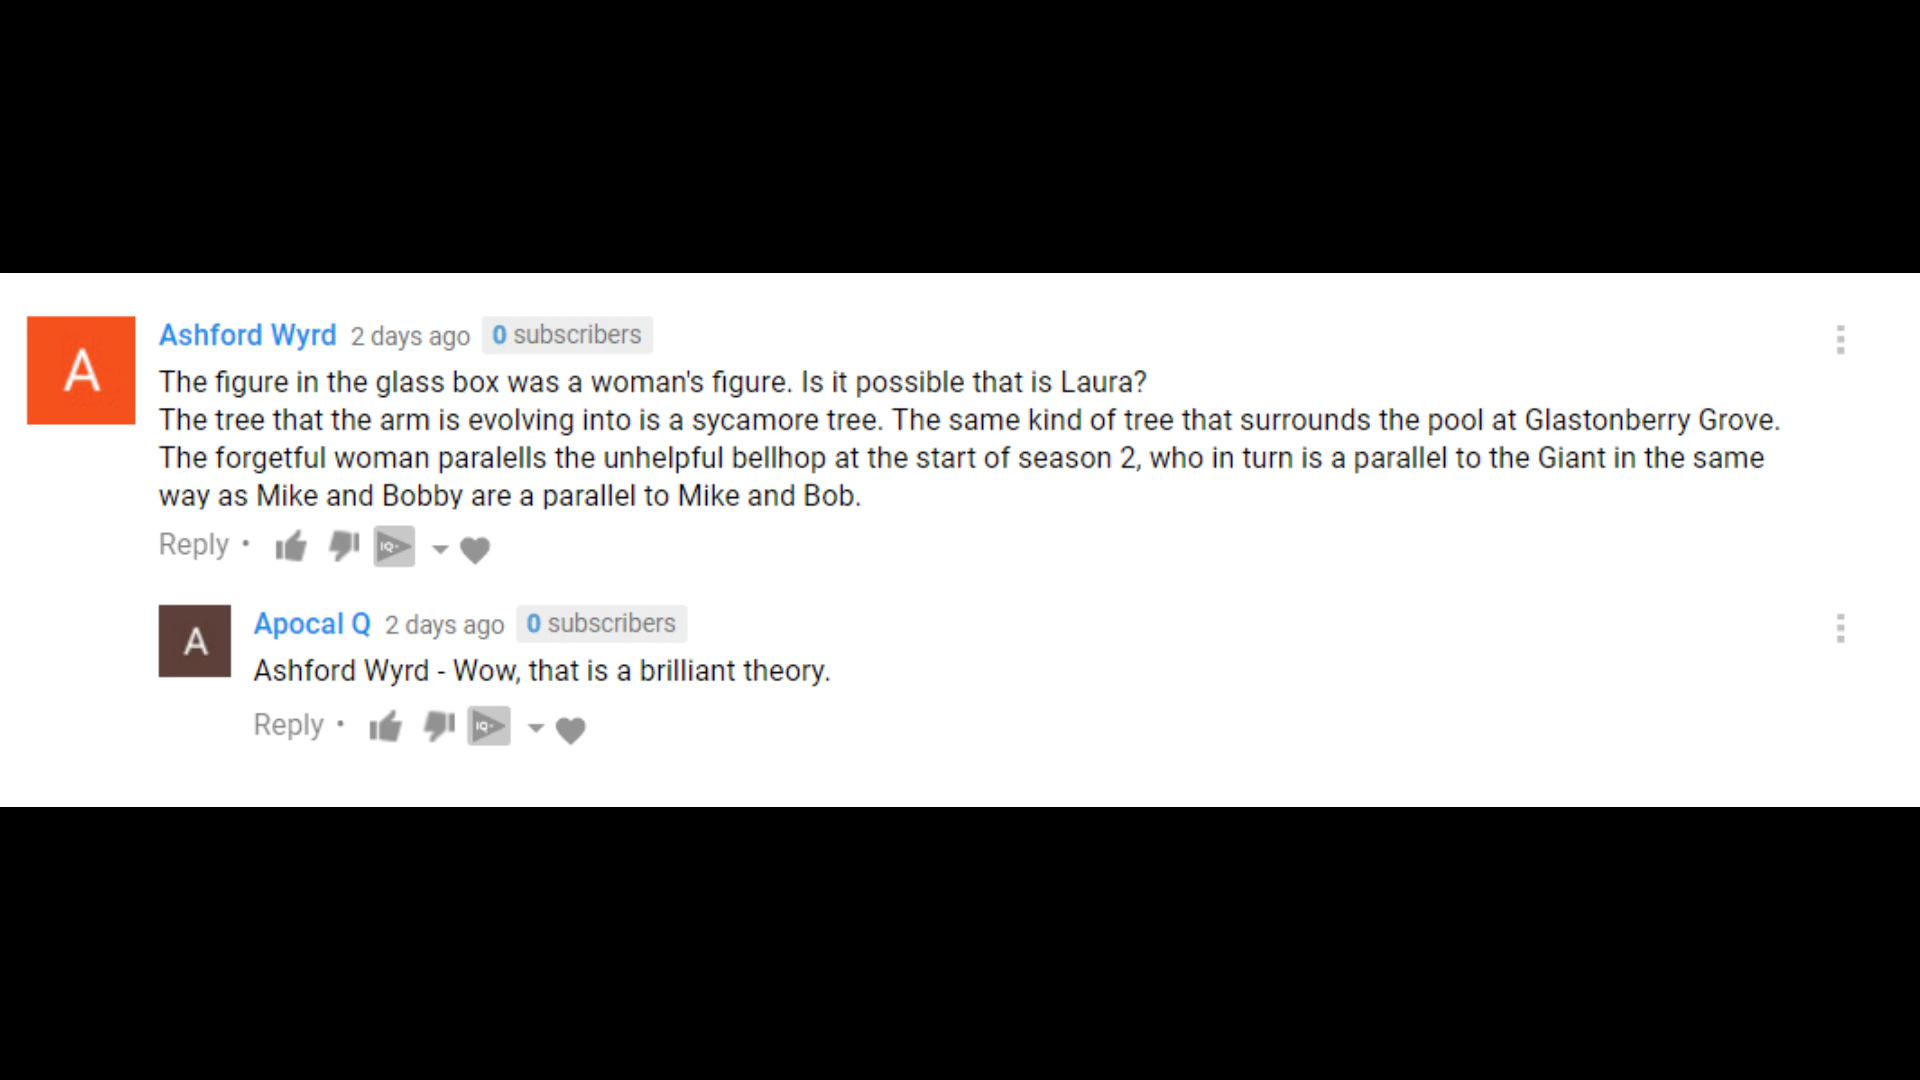 A
Ashford Wyrd 2 days ago 0 subscribers
The figure in the glass box was a woman's figure. Is it possible that is Laura?
The tree that the arm is evolving into is a sycamore tree. The same kind of tree that surrounds the pool at Glastonberry Grove.
The forgetful woman paralells the unhelpful bellhop at the start of season 2, who in turn is a parallel to the Giant in the same
way as Mike and Bobby are a parallel to Mike and Bob.
Reply • IQ+
A
Apocal Q 2 days ago 0 subscribers
Ashford Wyrd - Wow, that is a brilliant theory.
Reply • IQ+